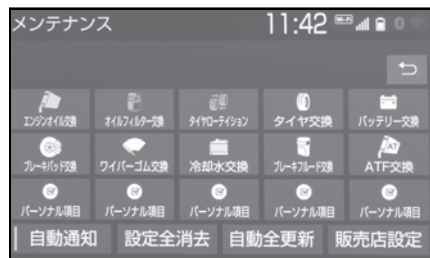 メンテナンス 11:42 Wi-Fi
エンジンオイル交換 オイルフィルター交換 タイヤローテイション タイヤ交換 バッテリー交換
ブレーキパッド交換 ワイパーゴム交換 冷却水交換 ブレーキフルード交換 ATF交換
パーソナル項目 パーソナル項目 パーソナル項目 パーソナル項目 パーソナル項目
自動通知 設定全消去 自動全更新 販売店設定